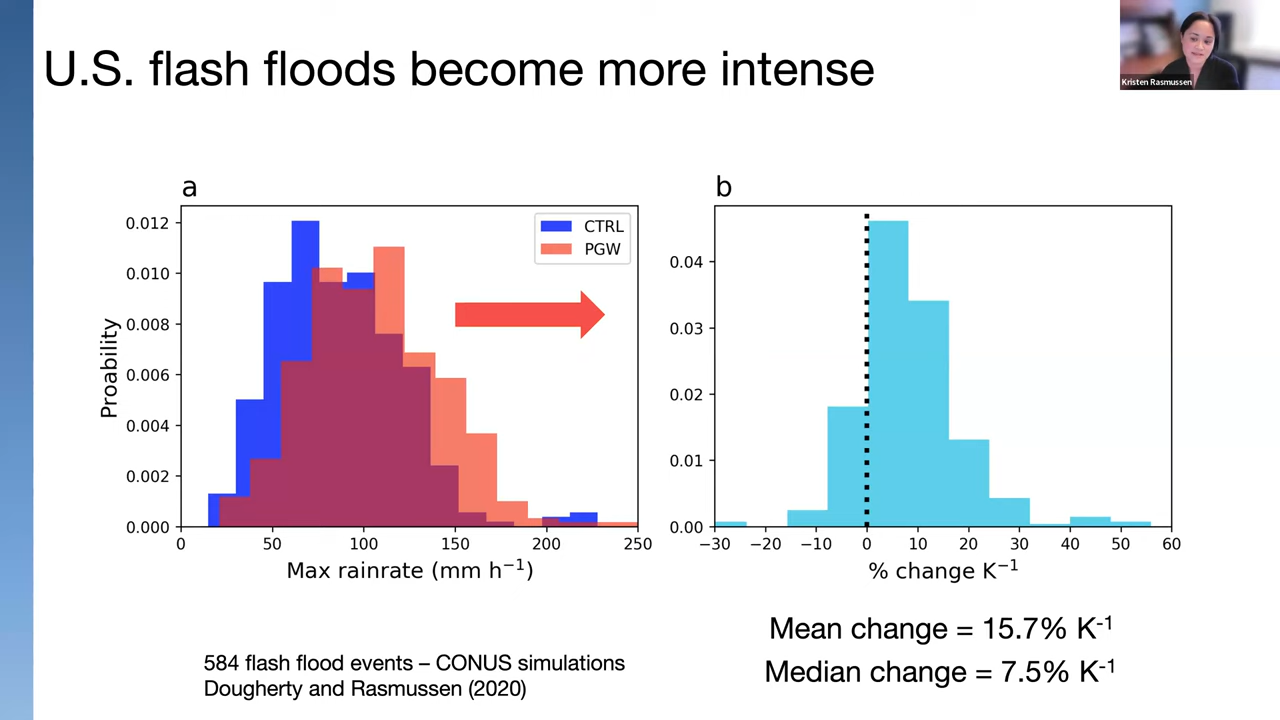 U.S. flash floods become more intense
Kristen Rasmussen
a
b
0.012
0.010
0.008
0.006
0.004
0.002
0.000
Proability
CTRL
PGW
0 50 100 150 200 250
Max rainrate (mm h⁻¹)
0.04
0.03
0.02
0.01
0.00
−30 −20 −10 0 10 20 30 40 50 60
% change K⁻¹
Mean change = 15.7% K⁻¹
Median change = 7.5% K⁻¹
584 flash flood events – CONUS simulations
Dougherty and Rasmussen (2020)